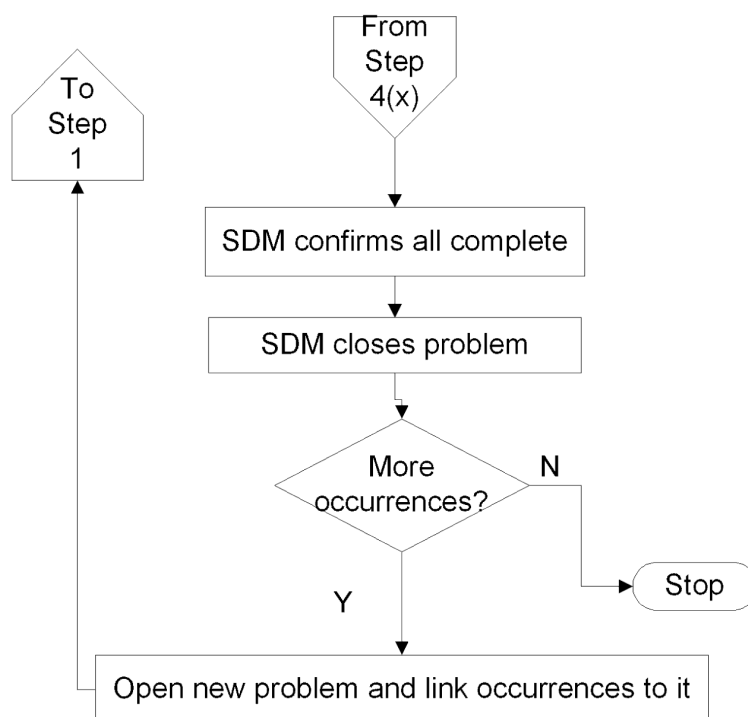 From
Step
4(x)
To
Step
1
SDM confirms all complete
SDM closes problem
More
occurrences?
N
Stop
Y
Open new problem and link occurrences to it